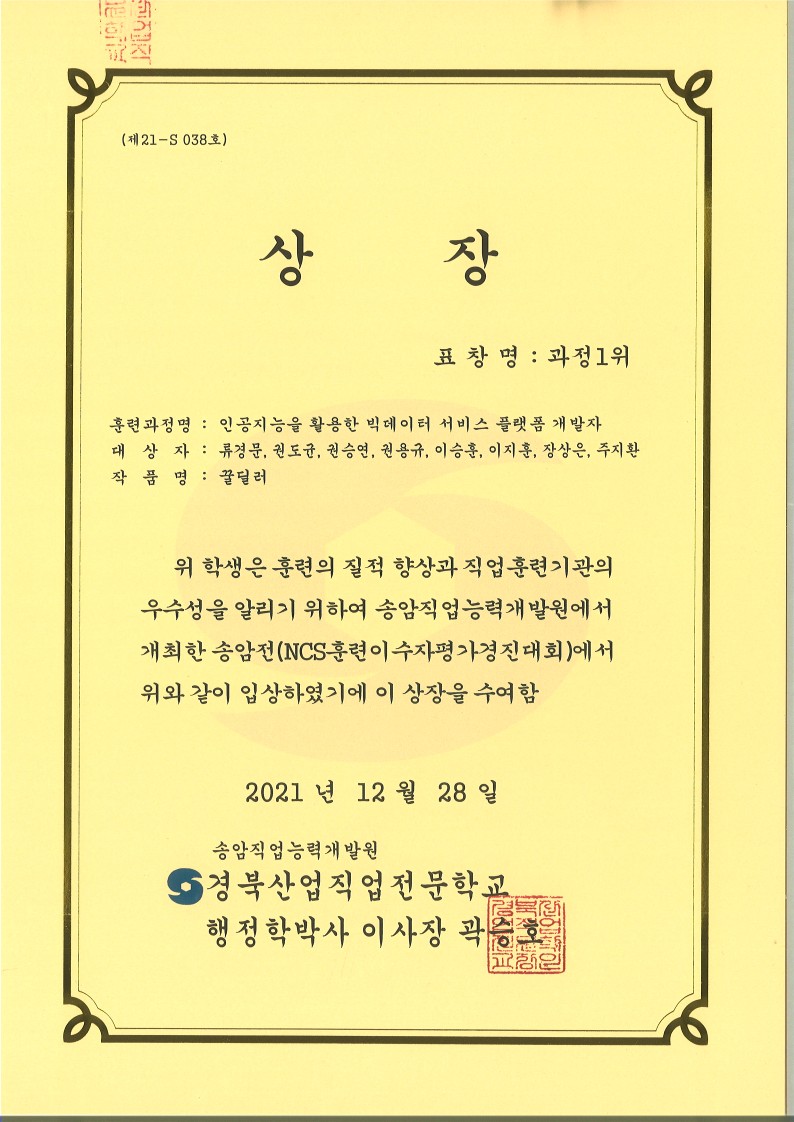 (제21-S 038호)
상 장
표 창 명 : 과정1위
훈련과정명 : 인공지능을 활용한 빅데이터 서비스 플랫폼 개발자
대 상 자 : 류경문, 권도균, 권승연, 권용규, 이승훈, 이지훈, 장상은, 주지환
작 품 명 : 꿀딜러
위 학생은 훈련의 질적 향상과 직업훈련기관의
우수성을 알리기 위하여 송암직업능력개발원에서
개최한 송암전(NCS훈련이수자평가경진대회)에서
위와 같이 입상하였기에 이 상장을 수여함
2021 년 12 월 28 일
송암직업능력개발원
경북산업직업전문학교
행정학박사 이사장 곽승호